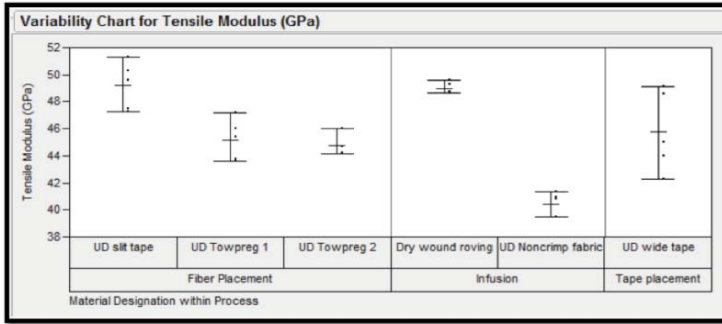 Variability Chart for Tensile Modulus (GPa)
Tensile Modulus (GPa)
52
50
48
46
44
42
40
38
UD slit tape
UD Towpreg 1
UD Towpreg 2
Dry wound roving
UD Noncrimp fabric
UD wide tape
Fiber Placement
Infusion
Tape placement
Material Designation within Process